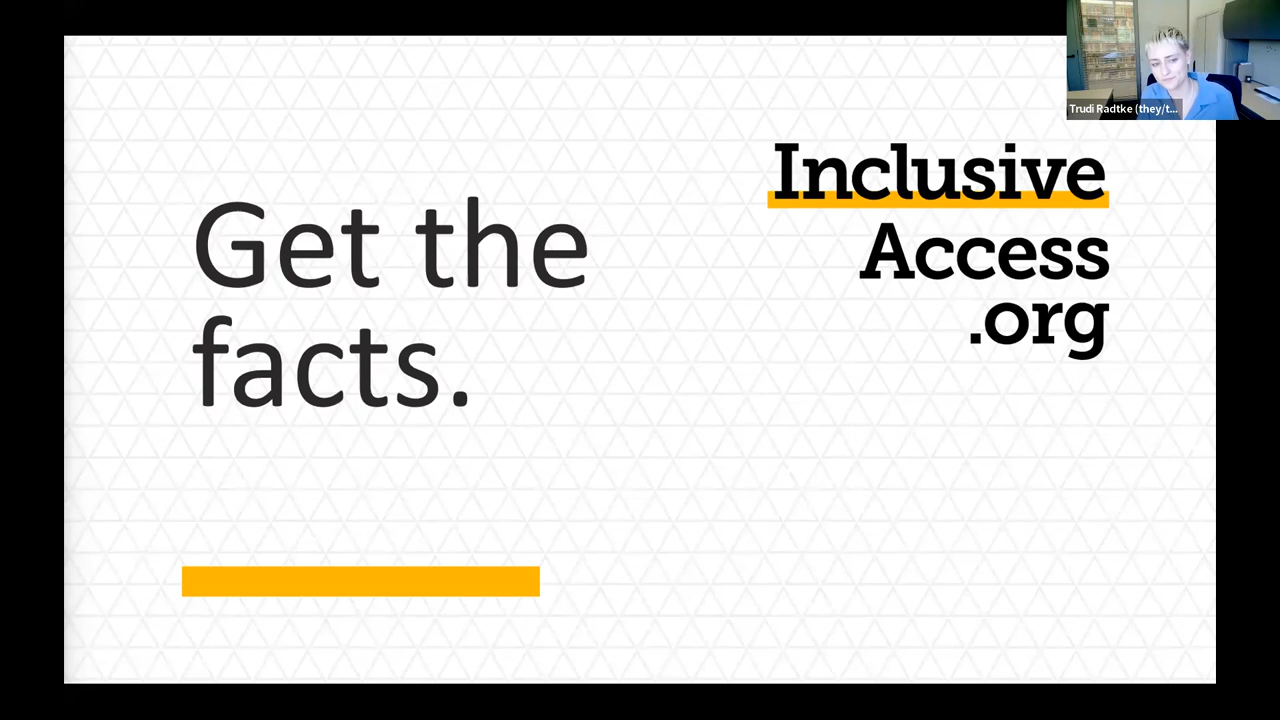 Trudi Radtke (they/t...
Get the
facts.
Inclusive
Access
.org